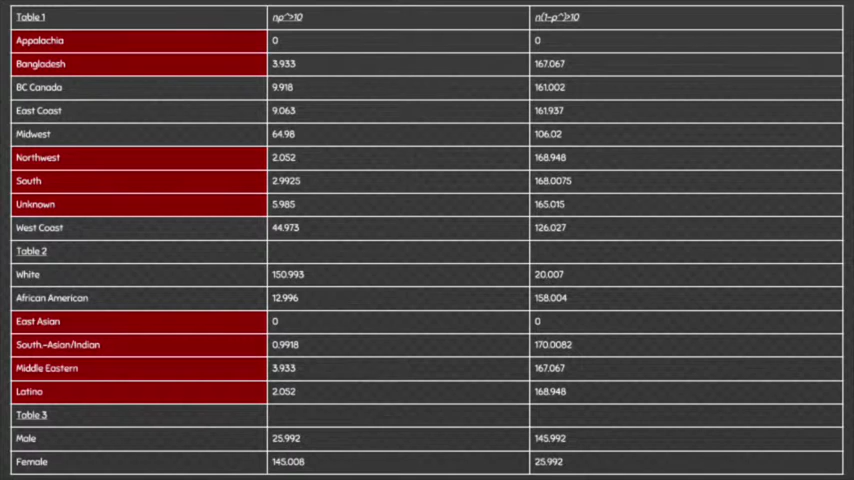 Table 1 np^≥10 n(1-p^)≥10
Appalachia 0 0
Bangladesh 3.933 167.067
BC Canada 9.918 161.002
East Coast 9.063 161.937
Midwest 64.98 106.02
Northwest 2.052 168.948
South 2.9925 168.0075
Unknown 5.985 165.015
West Coast 44.973 126.027
Table 2
White 150.993 20.007
African American 12.996 158.004
East Asian 0 0
South-Asian/Indian 0.9918 170.0082
Middle Eastern 3.933 167.067
Latino 2.052 168.948
Table 3
Male 25.992 145.992
Female 145.008 25.992